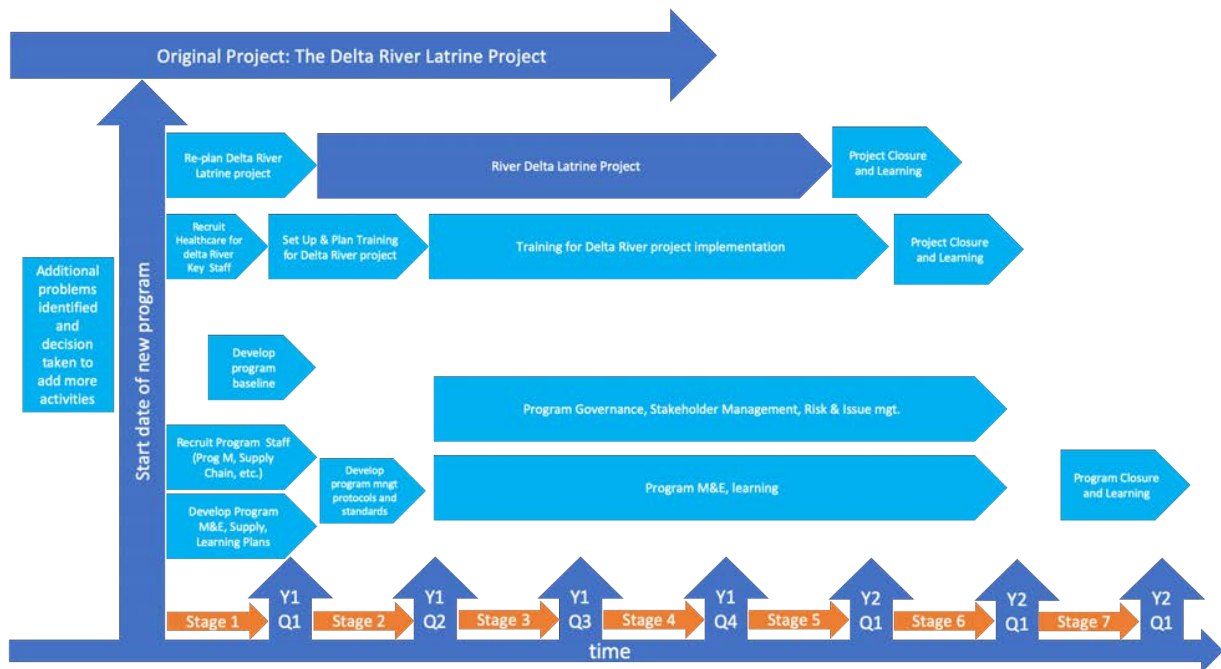 Original Project: The Delta River Latrine Project
Re-plan Delta River
Latrine project
River Delta Latrine Project
Project Closure
and Learning
Recruit
Healthcare for
delta River
Key Staff
Set Up & Plan Training
for Delta River project
Training for Delta River project implementation
Project Closure
and Learning
Additional
problems
identified
and
decision
taken to
add more
activities
Start date of new program
Develop
program
baseline
Program Governance, Stakeholder Management, Risk & Issue mgt.
Recruit Program Staff
(Prog M, Supply
Chain, etc.)
Develop
program mngt
protocols and
standards
Program M&E, learning
Program Closure
and Learning
Develop Program
M&E, Supply,
Learning Plans
Stage 1
Y1
Q1
Stage 2
Y1
Q2
Stage 3
Y1
Q3
Stage 4
Y1
Q4
Stage 5
Y2
Q1
Stage 6
Y2
Q1
Stage 7
Y2
Q1
time